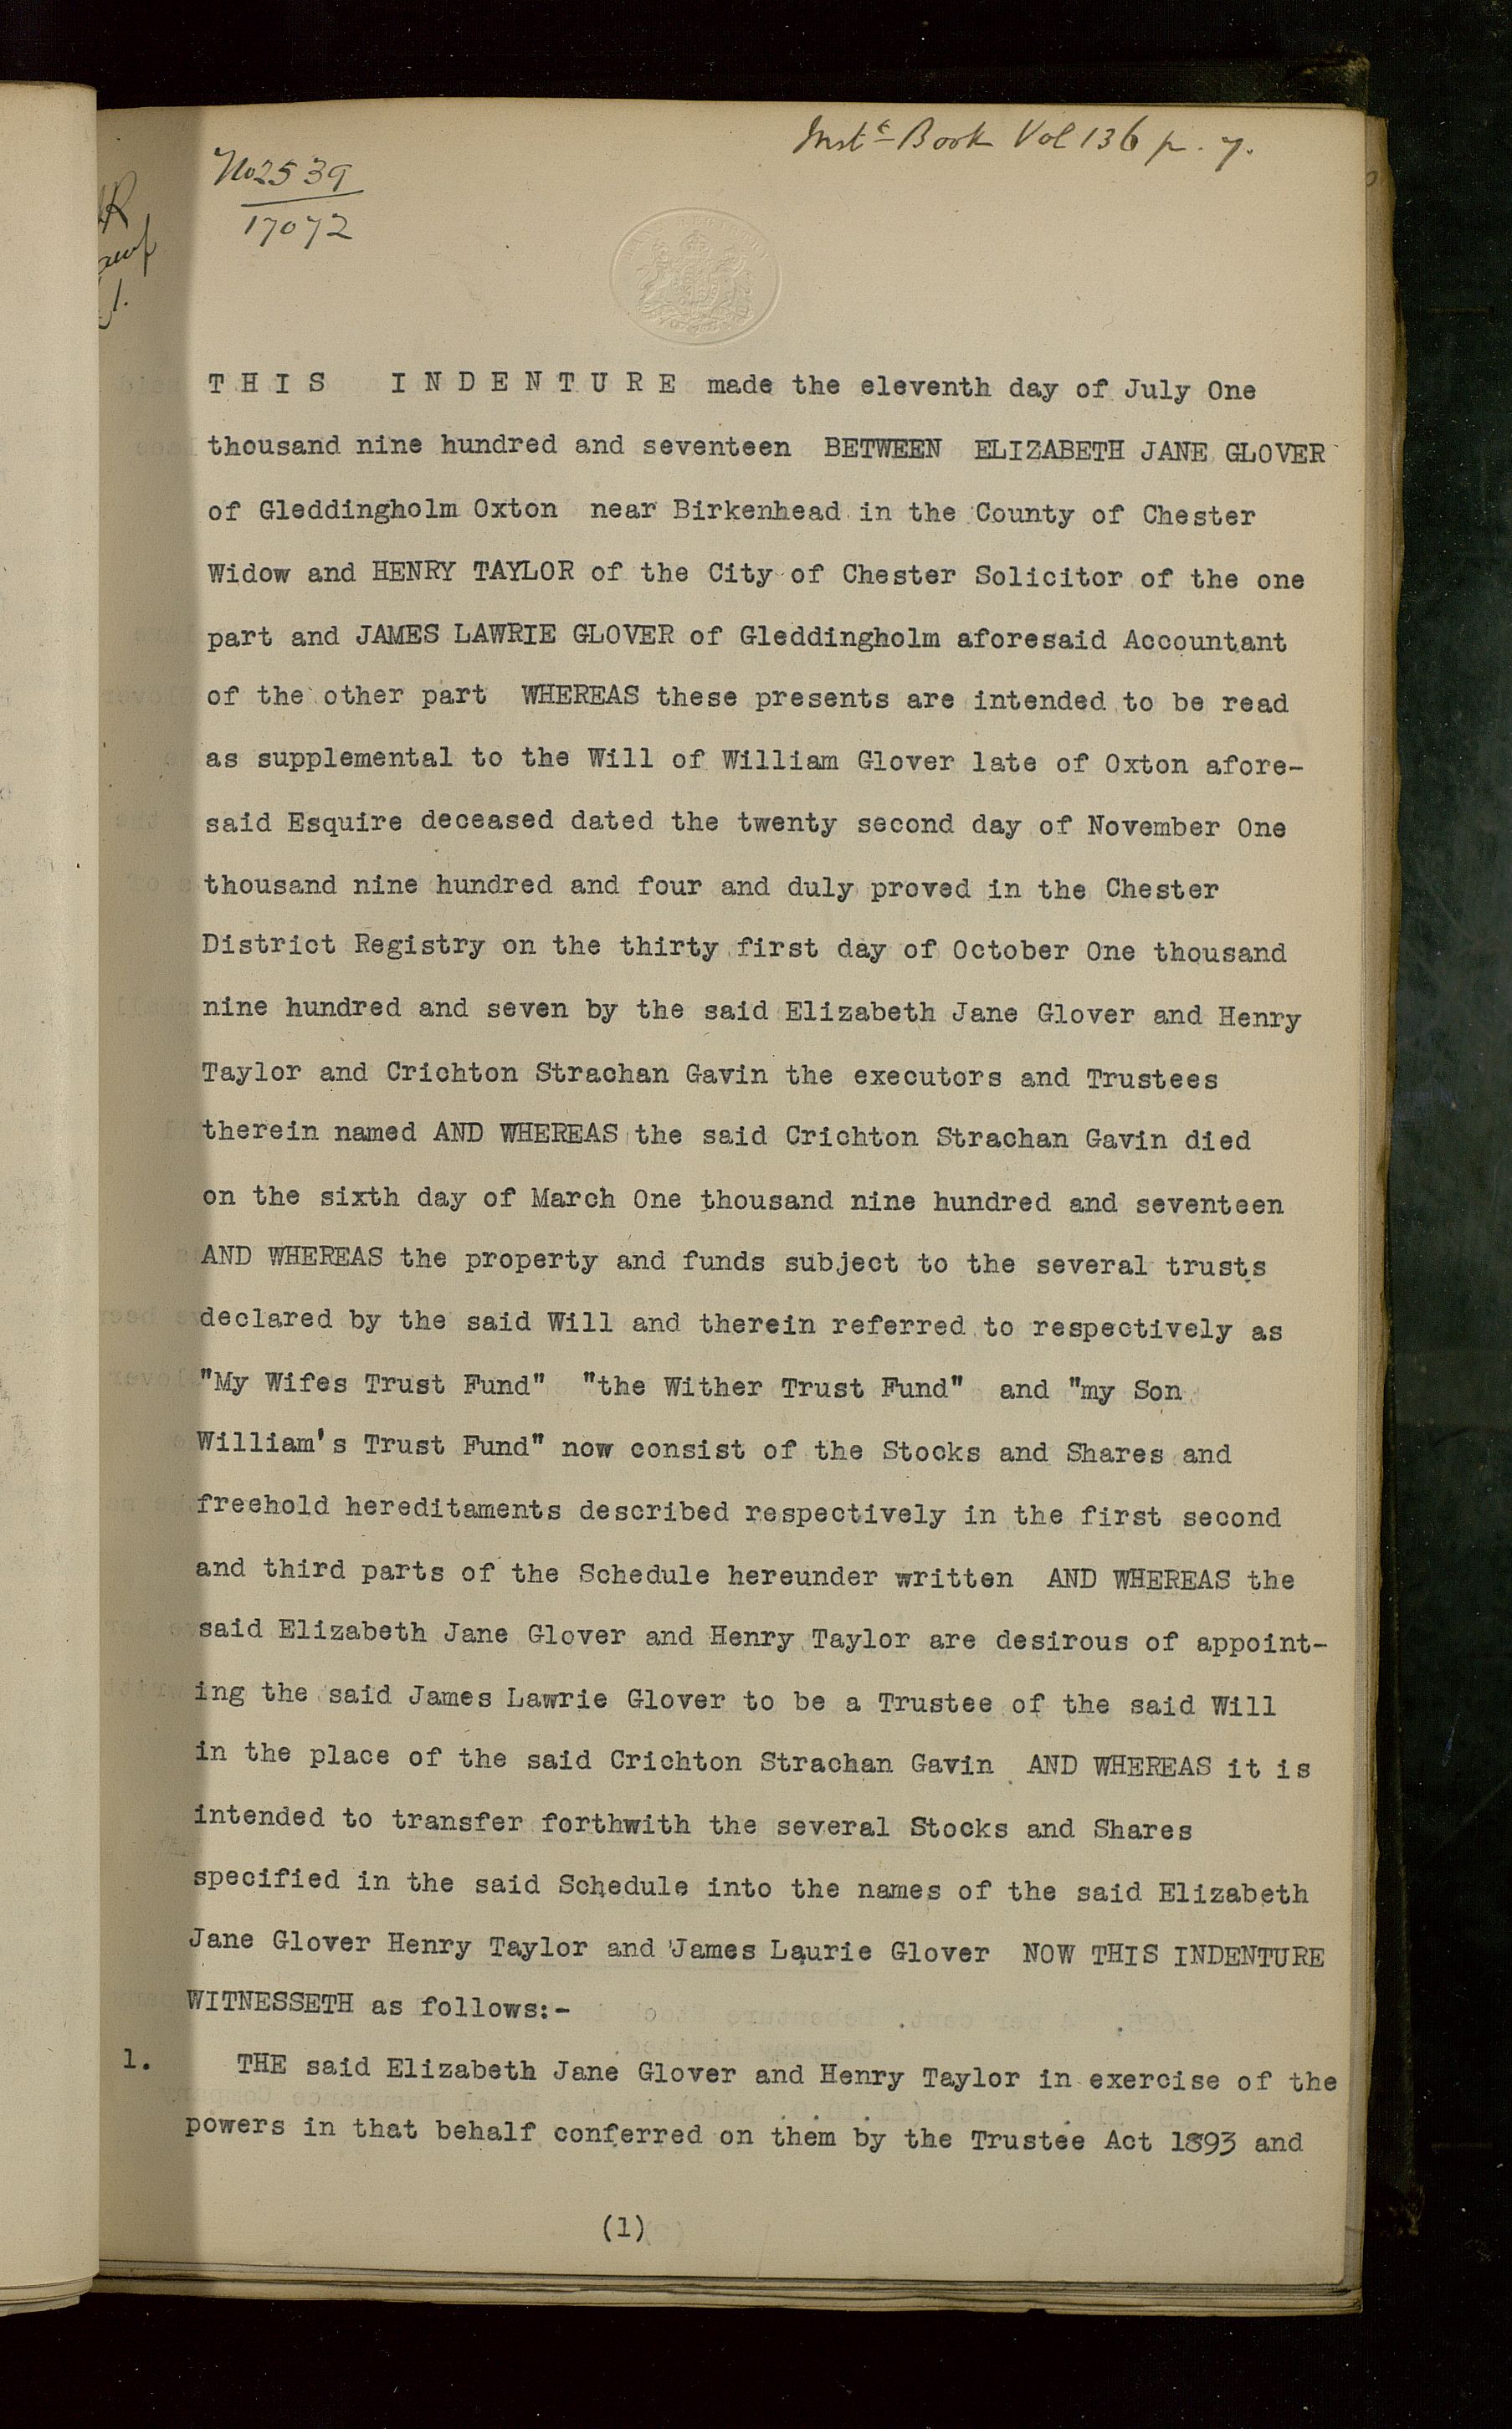 Inst^t Book Vol 136 p. 7.
No 2539
17072
THIS INDENTURE made the eleventh day of July One
thousand nine hundred and seventeen BETWEEN ELIZABETH JANE GLOVER
of Gleddingholm Oxton near Birkenhead in the County of Chester
Widow and HENRY TAYLOR of the City of Chester Solicitor of the one
part and JAMES LAWRIE GLOVER of Gleddingholm aforesaid Accountant
of the other part WHEREAS these presents are intended to be read
as supplemental to the Will of William Glover late of Oxton afore-
said Esquire deceased dated the twenty second day of November One
thousand nine hundred and four and duly proved in the Chester
District Registry on the thirty first day of October One thousand
nine hundred and seven by the said Elizabeth Jane Glover and Henry
Taylor and Crichton Strachan Gavin the executors and Trustees
therein named AND WHEREAS the said Crichton Strachan Gavin died
on the sixth day of March One thousand nine hundred and seventeen
AND WHEREAS the property and funds subject to the several trusts
declared by the said Will and therein referred to respectively as
"My Wifes Trust Fund" "the Wither Trust Fund" and "my Son
William's Trust Fund" now consist of the Stocks and Shares and
freehold hereditaments described respectively in the first second
and third parts of the Schedule hereunder written AND WHEREAS the
said Elizabeth Jane Glover and Henry Taylor are desirous of appoint-
ing the said James Lawrie Glover to be a Trustee of the said Will
in the place of the said Crichton Strachan Gavin AND WHEREAS it is
intended to transfer forthwith the several Stocks and Shares
specified in the said Schedule into the names of the said Elizabeth
Jane Glover Henry Taylor and James Laurie Glover NOW THIS INDENTURE
WITNESSETH as follows:-
1. THE said Elizabeth Jane Glover and Henry Taylor in exercise of the
powers in that behalf conferred on them by the Trustee Act 1893 and
(1)